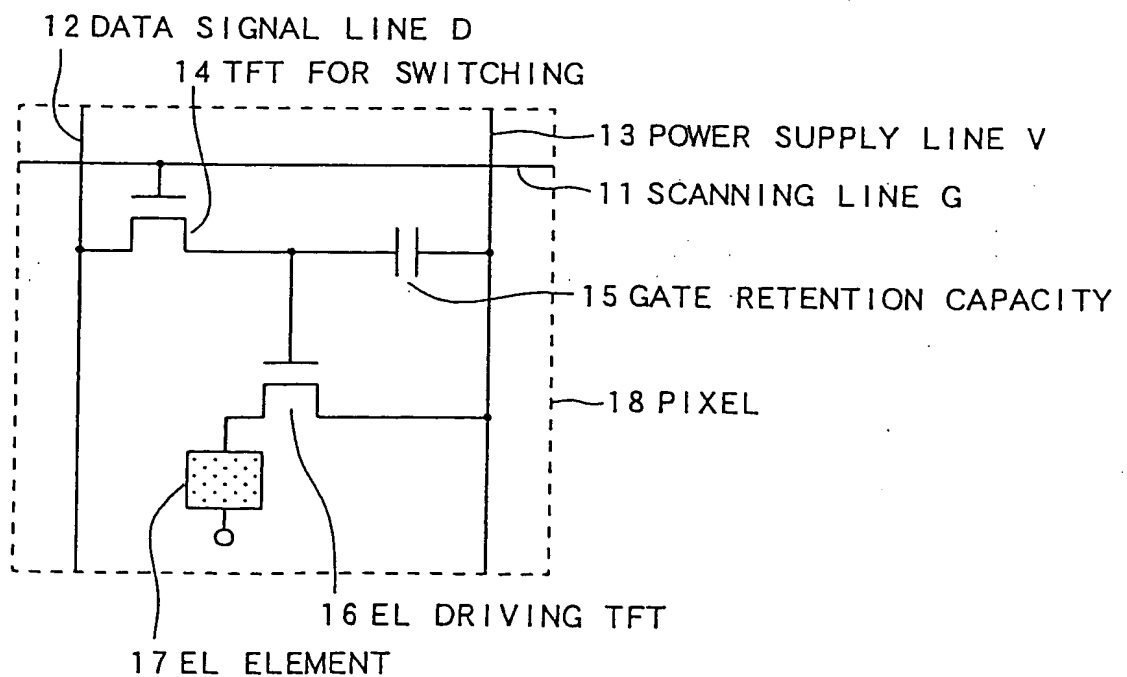 12 DATA SIGNAL LINE D
14 TFT FOR SWITCHING
13 POWER SUPPLY LINE V
11 SCANNING LINE G
15 GATE RETENTION CAPACITY
18 PIXEL
16 EL DRIVING TFT
17 EL ELEMENT